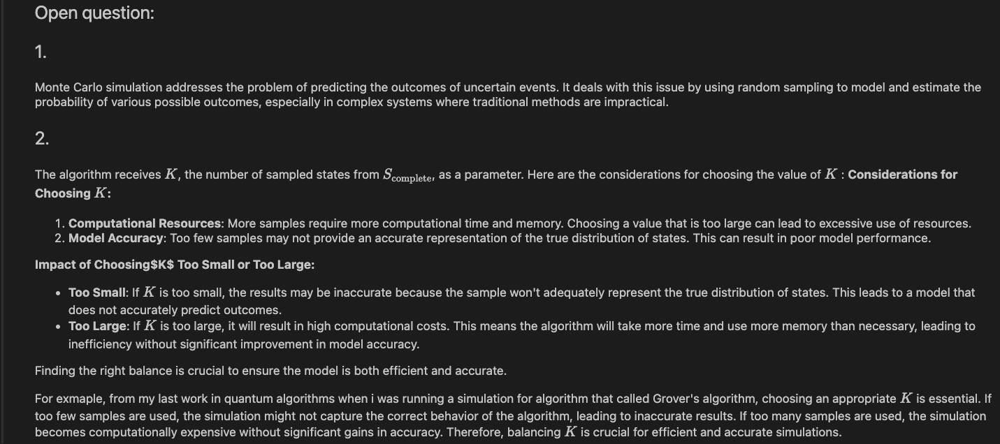 Open question:
1.
Monte Carlo simulation addresses the problem of predicting the outcomes of uncertain events. It deals with this issue by using random sampling to model and estimate the
probability of various possible outcomes, especially in complex systems where traditional methods are impractical.
2.
The algorithm receives K, the number of sampled states from S_complete, as a parameter. Here are the considerations for choosing the value of K : Considerations for
Choosing K:
1. Computational Resources: More samples require more computational time and memory. Choosing a value that is too large can lead to excessive use of resources.
2. Model Accuracy: Too few samples may not provide an accurate representation of the true distribution of states. This can result in poor model performance.
Impact of Choosing$K$ Too Small or Too Large:
• Too Small: If K is too small, the results may be inaccurate because the sample won't adequately represent the true distribution of states. This leads to a model that
does not accurately predict outcomes.
• Too Large: If K is too large, it will result in high computational costs. This means the algorithm will take more time and use more memory than necessary, leading to
inefficiency without significant improvement in model accuracy.
Finding the right balance is crucial to ensure the model is both efficient and accurate.
For exmaple, from my last work in quantum algorithms when i was running a simulation for algorithm that called Grover's algorithm, choosing an appropriate K is essential. If
too few samples are used, the simulation might not capture the correct behavior of the algorithm, leading to inaccurate results. If too many samples are used, the simulation
becomes computationally expensive without significant gains in accuracy. Therefore, balancing K is crucial for efficient and accurate simulations.